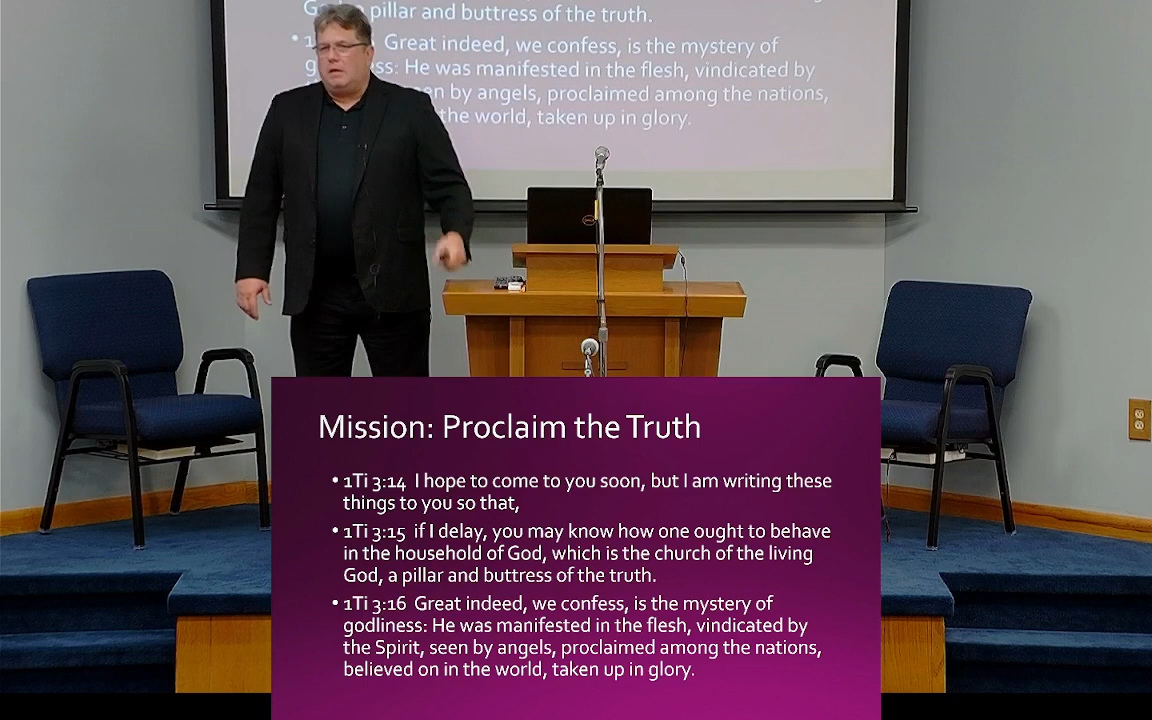 God, a pillar and buttress of the truth.
• Great indeed, we confess, is the mystery of
He was manifested in the flesh, vindicated by
by angels, proclaimed among the nations,
the world, taken up in glory.
DELL
Mission: Proclaim the Truth
• 1Ti 3:14 I hope to come to you soon, but I am writing these
things to you so that,
• 1Ti 3:15 if I delay, you may know how one ought to behave
in the household of God, which is the church of the living
God, a pillar and buttress of the truth.
• 1Ti 3:16 Great indeed, we confess, is the mystery of
godliness: He was manifested in the flesh, vindicated by
the Spirit, seen by angels, proclaimed among the nations,
believed on in the world, taken up in glory.